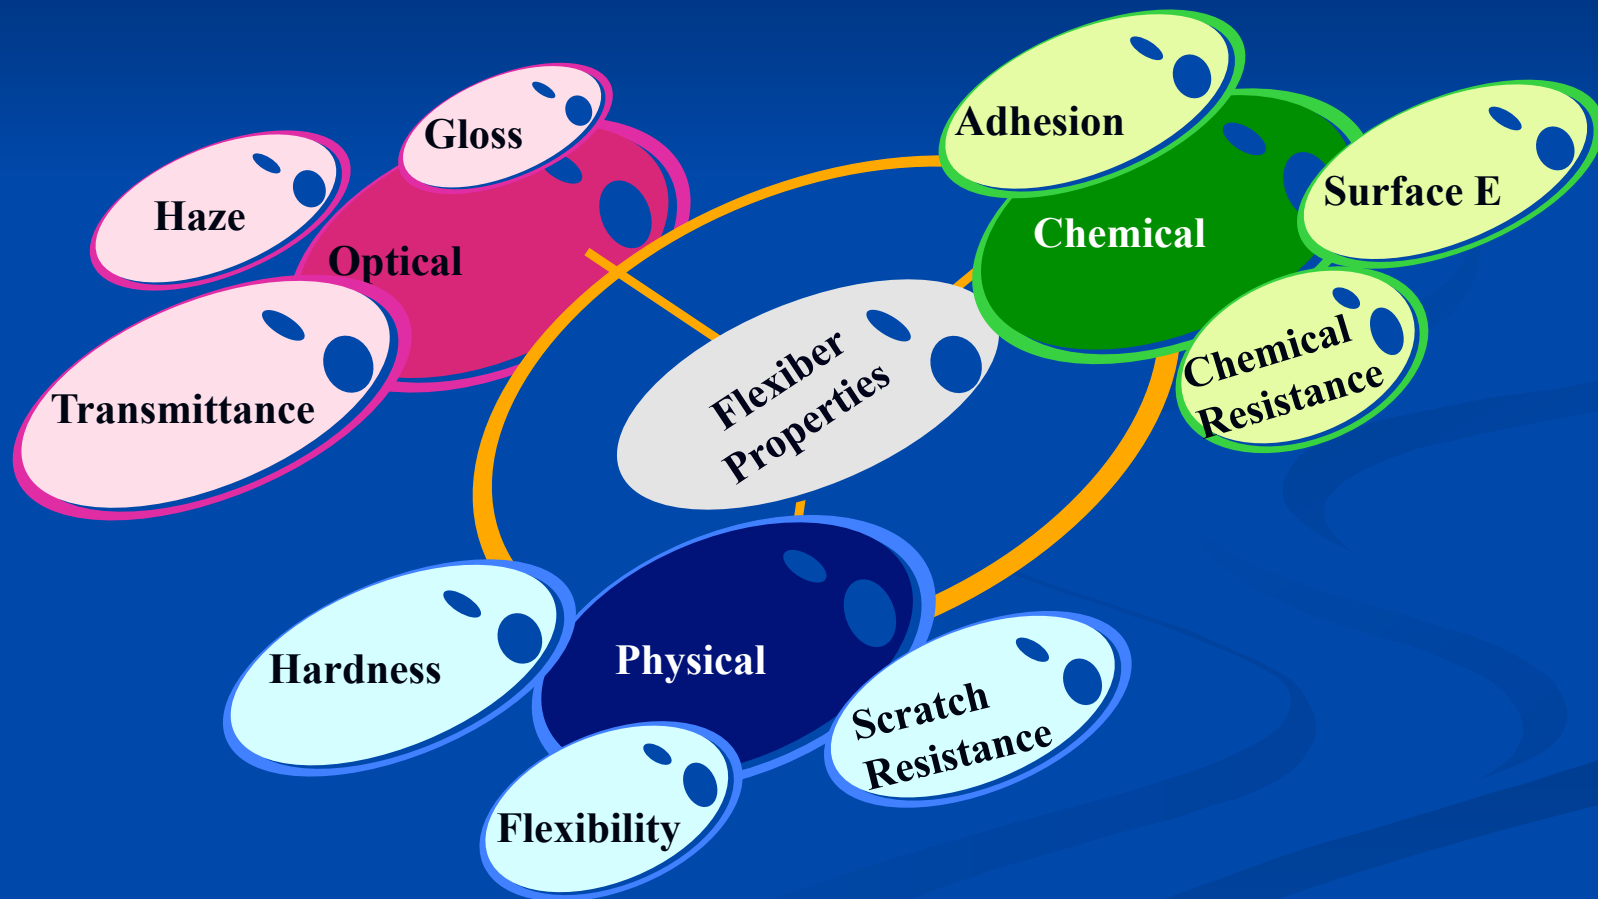 Gloss
Haze
Optical
Transmittance
Adhesion
Surface E
Chemical
Chemical
Resistance
Flexiber
Properties
Hardness
Physical
Scratch
Resistance
Flexibility